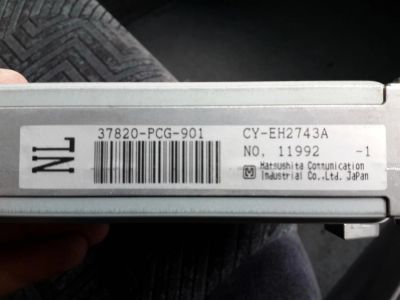 NL
37820-PCG-901 CY-EH2743A
NO. 11992 -1
M Matsushita Communication
Industrial Co.,Ltd. Japan